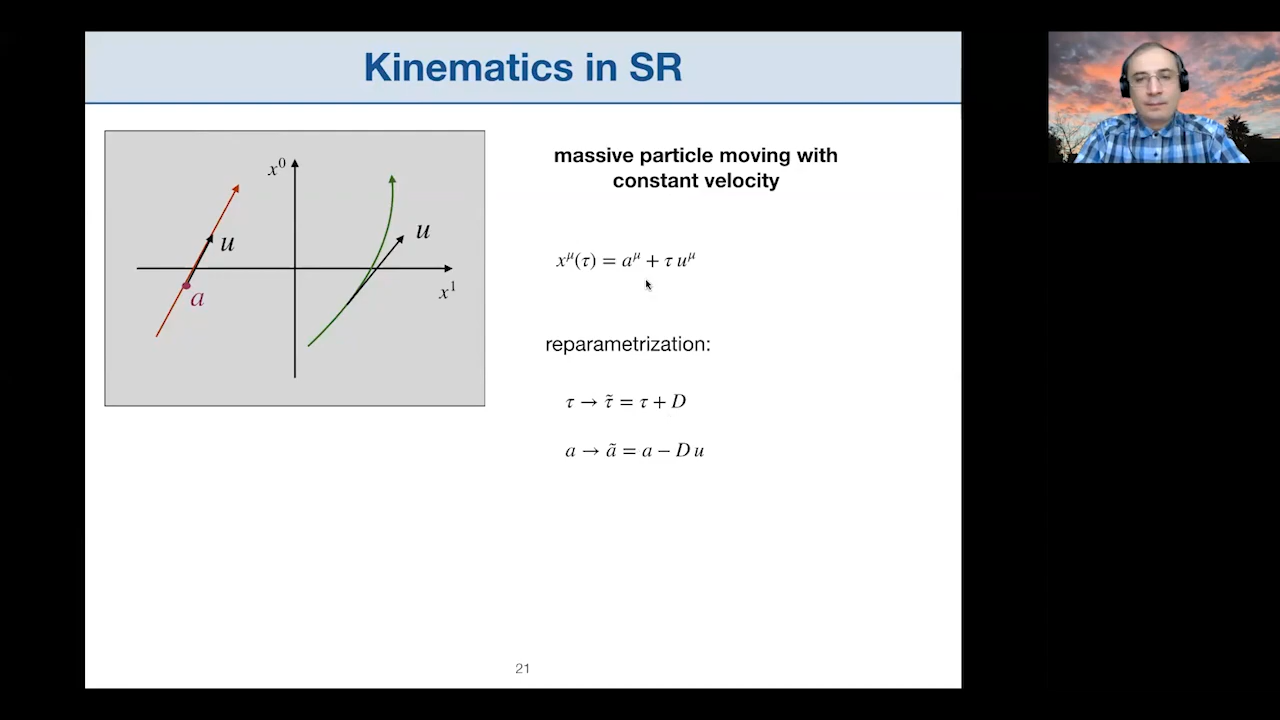 Kinematics in SR
x⁰
u
u
a
x¹
massive particle moving with
constant velocity
x^μ(τ) = a^μ + τ u^μ
reparametrization:
τ → τ̃ = τ + D
a → ã = a − D u
21